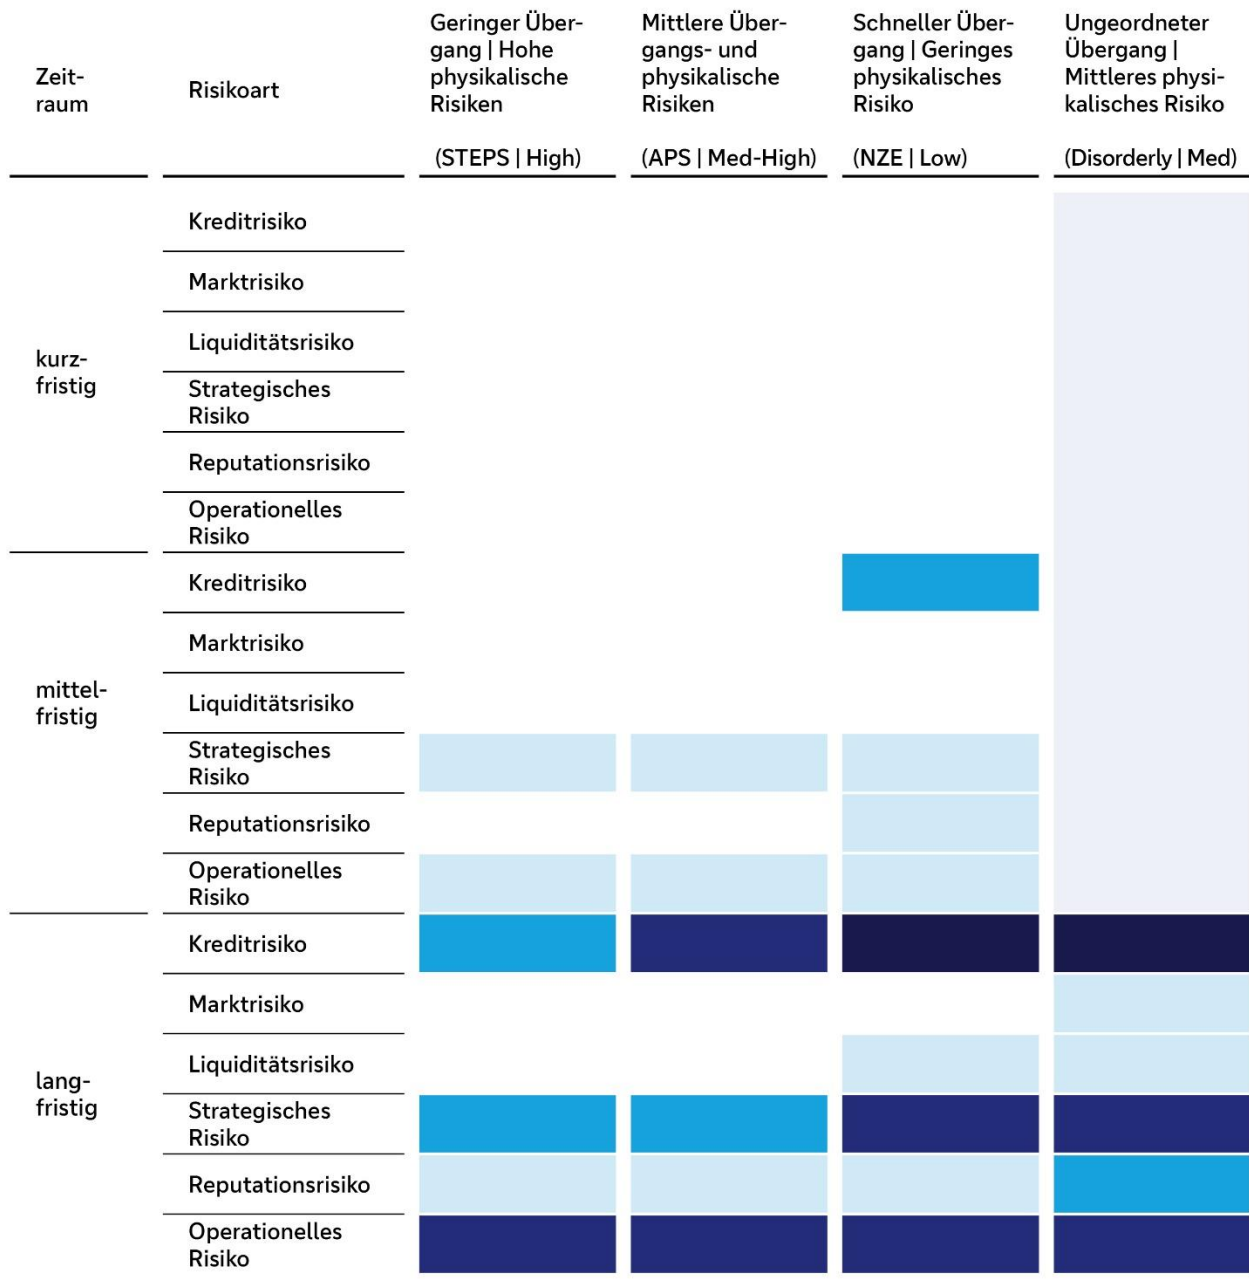 Zeit-
raum
Risikoart
Geringer Über-
gang | Hohe
physikalische
Risiken
(STEPS | High)
Mittlere Über-
gangs- und
physikalische
Risiken
(APS | Med-High)
Schneller Über-
gang | Geringes
physikalisches
Risiko
(NZE | Low)
Ungeordneter
Übergang |
Mittleres physi-
kalisches Risiko
(Disorderly | Med)
kurz-
fristig
Kreditrisiko
Marktrisiko
Liquiditätsrisiko
Strategisches
Risiko
Reputationsrisiko
Operationelles
Risiko
mittel-
fristig
Kreditrisiko
Marktrisiko
Liquiditätsrisiko
Strategisches
Risiko
Reputationsrisiko
Operationelles
Risiko
lang-
fristig
Kreditrisiko
Marktrisiko
Liquiditätsrisiko
Strategisches
Risiko
Reputationsrisiko
Operationelles
Risiko